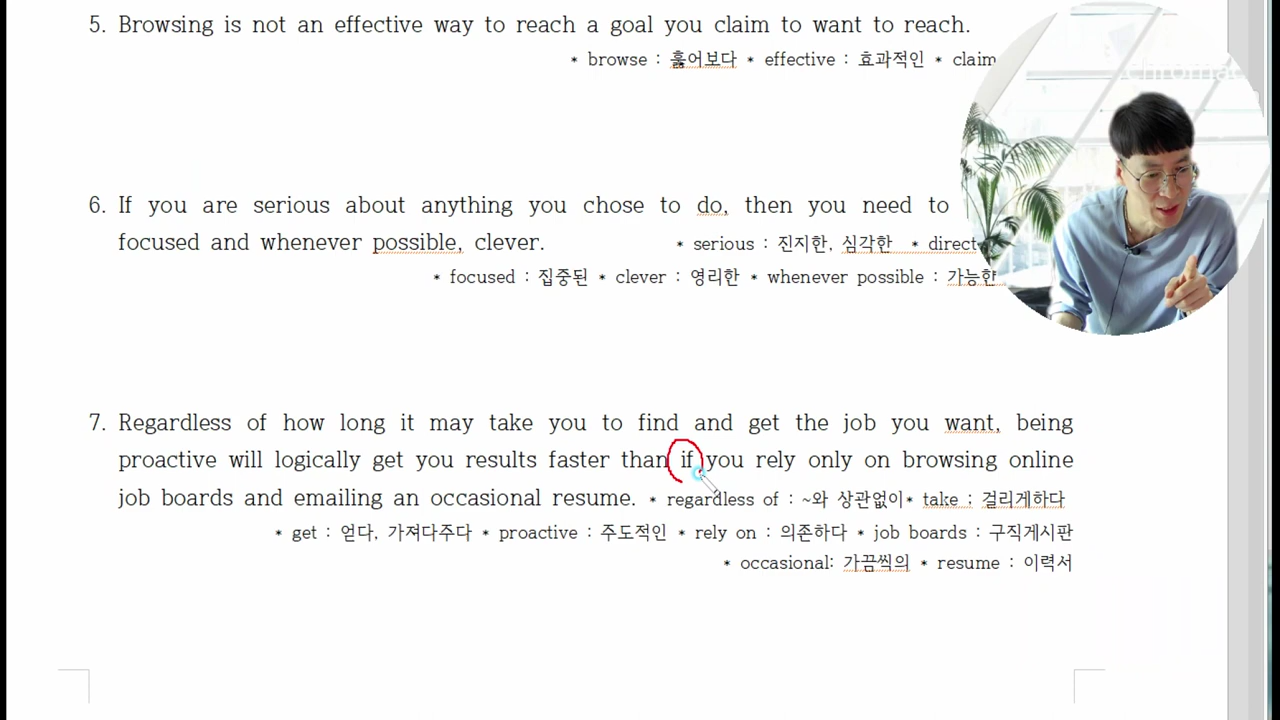 5. Browsing is not an effective way to reach a goal you claim to want to reach.
* browse : 훑어보다 * effective : 효과적인 * claim
6. If you are serious about anything you chose to do, then you need to
focused and whenever possible, clever. * serious : 진지한, 심각한 * direct
* focused : 집중된 * clever : 영리한 * whenever possible : 가능한
7. Regardless of how long it may take you to find and get the job you want, being
proactive will logically get you results faster than if you rely only on browsing online
job boards and emailing an occasional resume. * regardless of : ~와 상관없이* take : 걸리게하다
* get : 얻다, 가져다주다 * proactive : 주도적인 * rely on : 의존하다 * job boards : 구직게시판
* occasional: 가끔씩의 * resume : 이력서